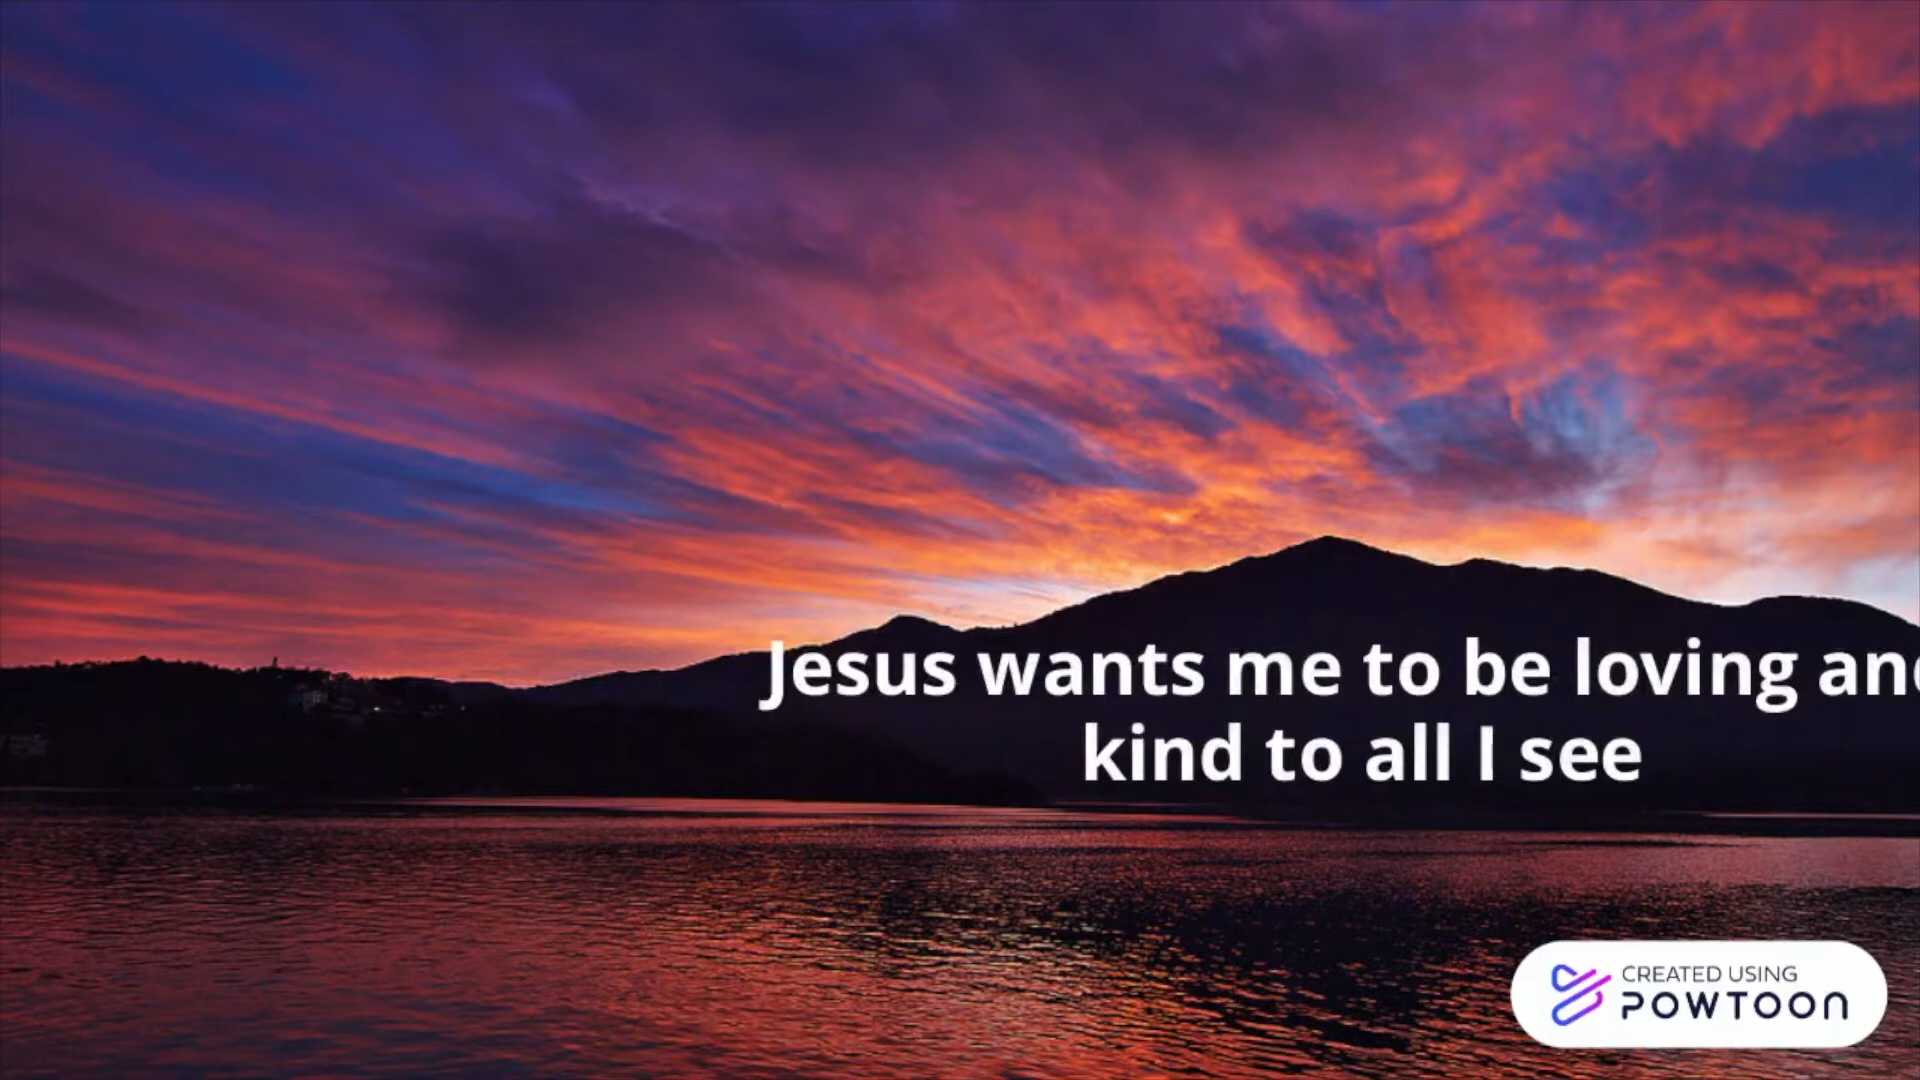 Jesus wants me to be loving an
kind to all I see
CREATED USING
POWTOON